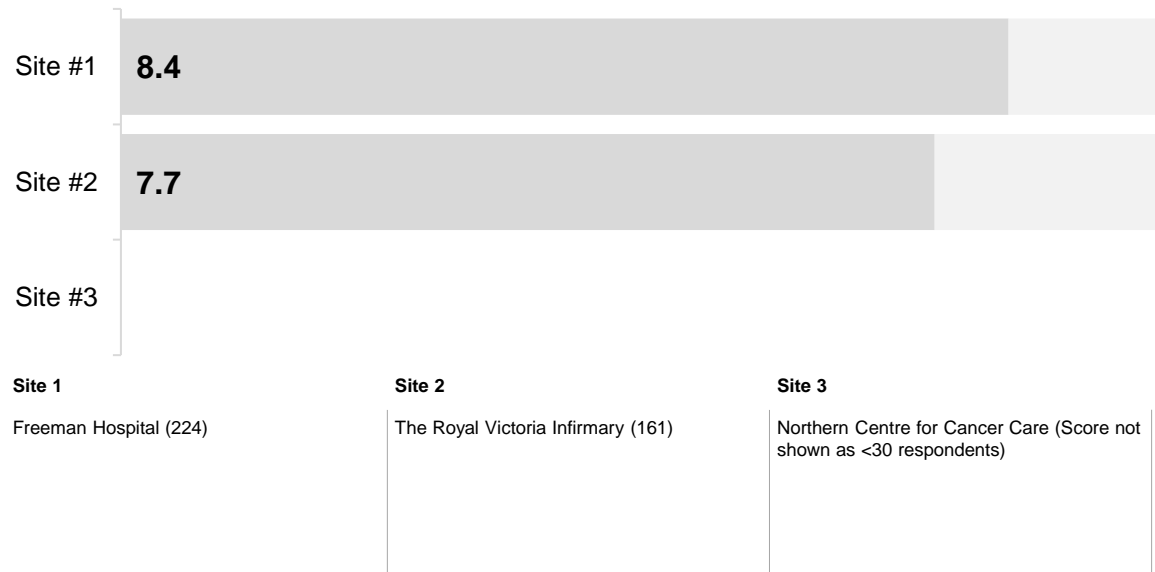 Site #1
8.4
Site #2
7.7
Site #3
Site 1
Freeman Hospital (224)
Site 2
The Royal Victoria Infirmary (161)
Site 3
Northern Centre for Cancer Care (Score not
shown as <30 respondents)